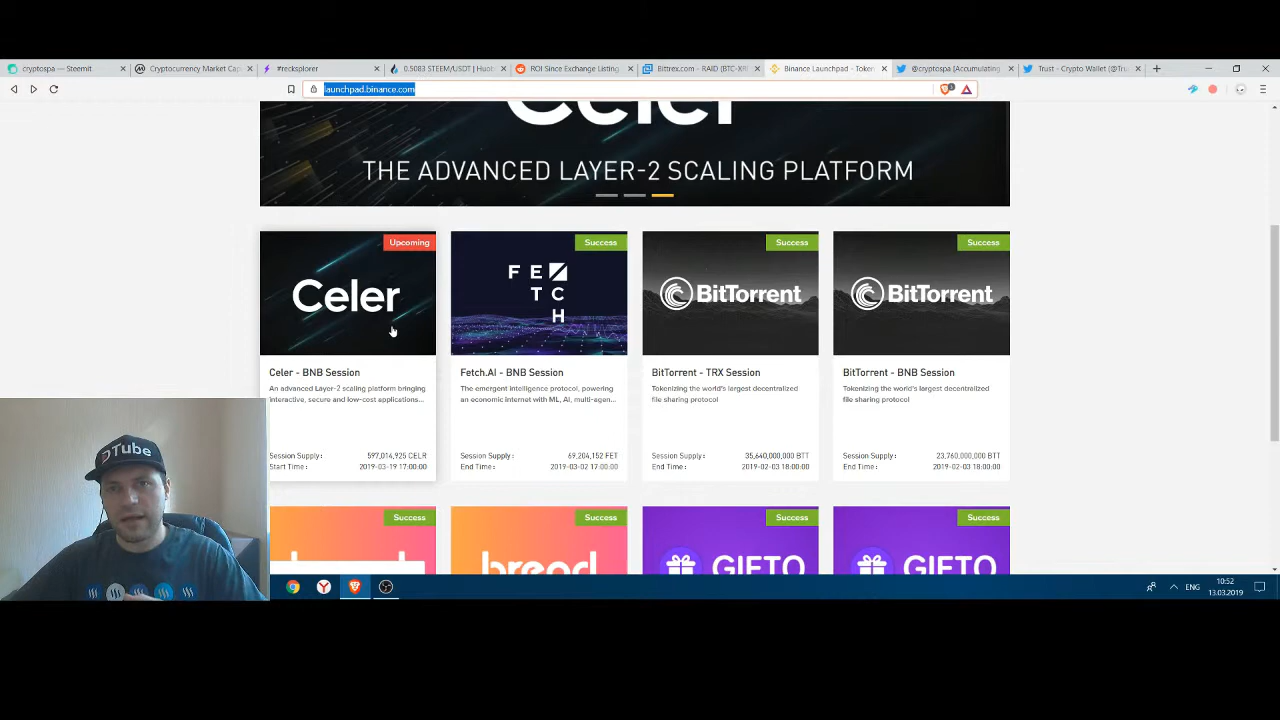 cryptospa — Steemit
Cryptocurrency Market Cap
#recksplorer
0.5083 STEEM/USDT | Huob
ROI Since Exchange Listing
Bittrex.com - RAID (BTC-XR
Binance Launchpad - Token
@cryptospa (Accumulating
Trust - Crypto Wallet (@Tru
launchpad.binance.com
Celer
THE ADVANCED LAYER-2 SCALING PLATFORM
Upcoming
Celer
Celer - BNB Session
An advanced Layer-2 scaling platform bringing
interactive, secure and low-cost applications...
Session Supply: 597,014,925 CELR
Start Time: 2019-03-19 17:00:00
Success
FETCH
Fetch.AI - BNB Session
The emergent intelligence protocol, powering
an economic internet with ML, AI, multi-agen...
Session Supply: 69,204,152 FET
End Time: 2019-03-02 17:00:00
Success
BitTorrent
BitTorrent - TRX Session
Tokenizing the world's largest decentralized
file sharing protocol
Session Supply: 35,640,000,000 BTT
End Time: 2019-02-03 18:00:00
Success
BitTorrent
BitTorrent - BNB Session
Tokenizing the world's largest decentralized
file sharing protocol
Session Supply: 23,760,000,000 BTT
End Time: 2019-02-03 18:00:00
Success
Success
bread
Success
GIFTO
Success
GIFTO
DTube
ENG
10:52
13.03.2019